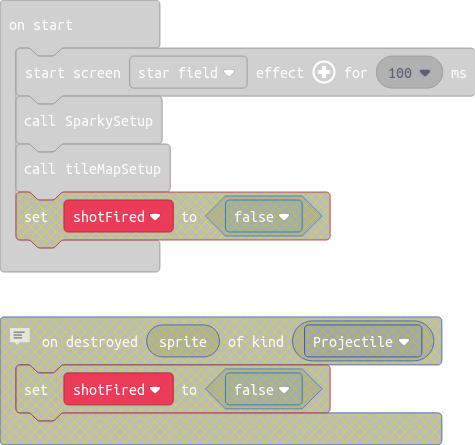 on start
start screen star field effect for 100 ms
call SparkySetup
call tileMapSetup
set shotFired to false
on destroyed sprite of kind Projectile
set shotFired to false